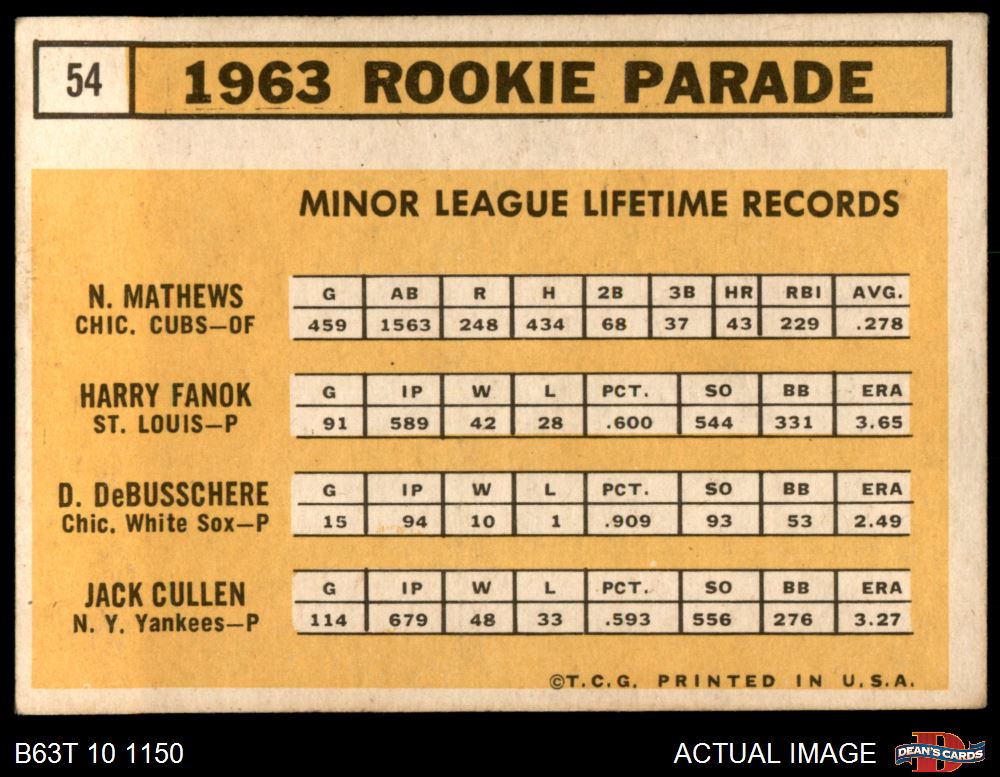 54 1963 ROOKIE PARADE
MINOR LEAGUE LIFETIME RECORDS
N. MATHEWS
CHIC. CUBS—OF
G AB R H 2B 3B HR RBI AVG.
459 1563 248 434 68 37 43 229 .278
HARRY FANOK
ST. LOUIS—P
G IP W L PCT. SO BB ERA
91 589 42 28 .600 544 331 3.65
D. DeBUSSCHERE
Chic. White Sox—P
G IP W L PCT. SO BB ERA
15 94 10 1 .909 93 53 2.49
JACK CULLEN
N. Y. Yankees—P
G IP W L PCT. SO BB ERA
114 679 48 33 .593 556 276 3.27
©T.C.G. PRINTED IN U.S.A.
B63T 10 1150
ACTUAL IMAGE
D
DEAN'S CARDS